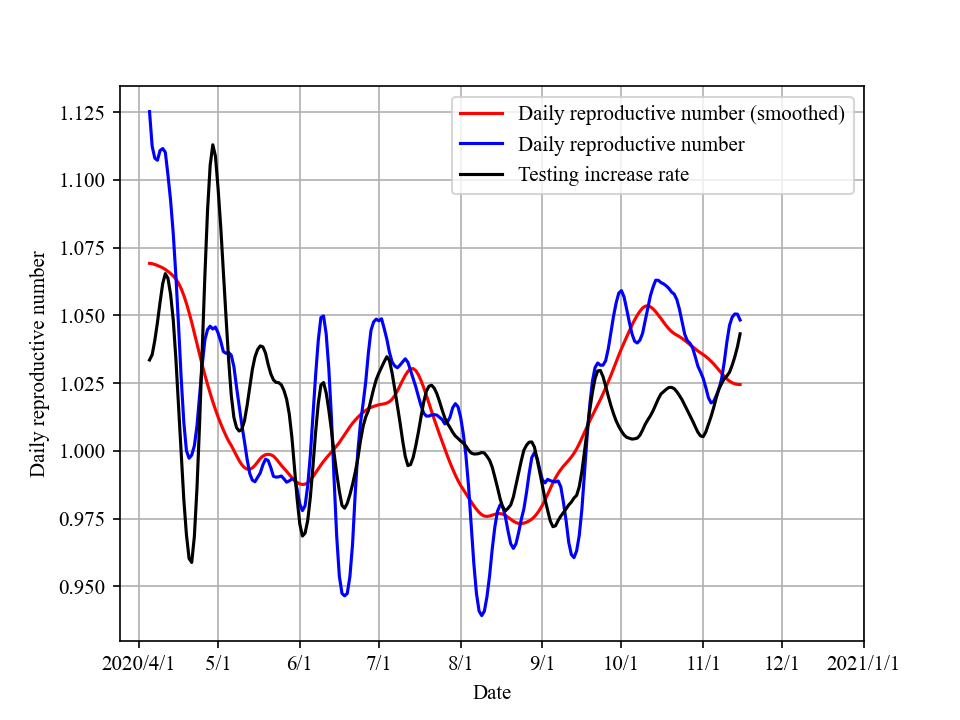 Daily reproductive number (smoothed)
Daily reproductive number
Testing increase rate
Daily reproductive number
1.125
1.100
1.075
1.050
1.025
1.000
0.975
0.950
2020/4/1 5/1 6/1 7/1 8/1 9/1 10/1 11/1 12/1 2021/1/1
Date